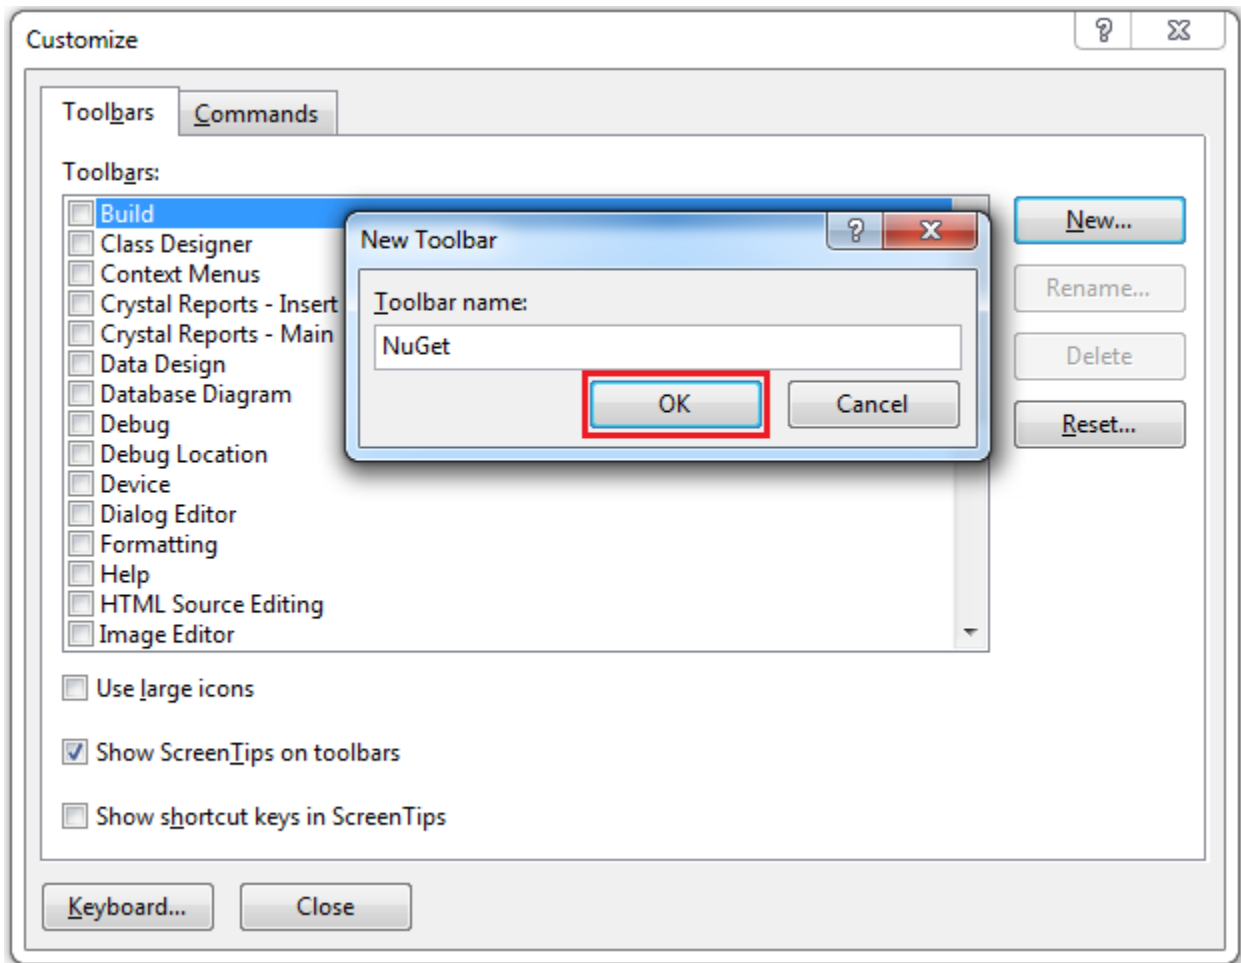 Customize
Toolbars
Commands
Toolbars:
Build
Class Designer
Context Menus
Crystal Reports - Insert
Crystal Reports - Main
Data Design
Database Diagram
Debug
Debug Location
Device
Dialog Editor
Formatting
Help
HTML Source Editing
Image Editor
New Toolbar
Toolbar name:
NuGet
OK
Cancel
New...
Rename...
Delete
Reset...
Use large icons
Show ScreenTips on toolbars
Show shortcut keys in ScreenTips
Keyboard...
Close